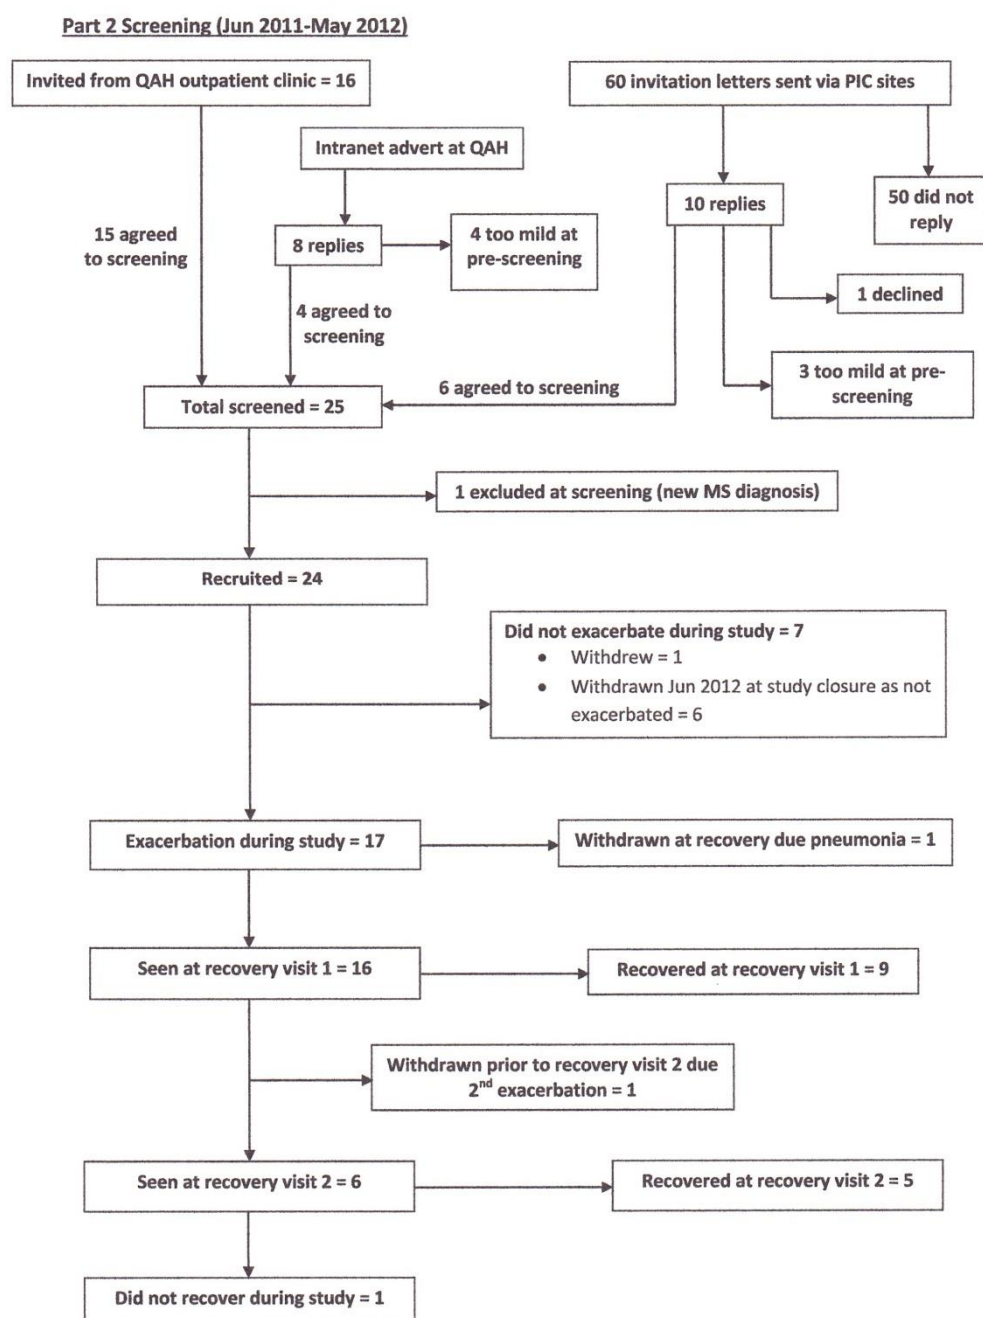 Part 2 Screening (Jun 2011-May 2012)
Invited from QAH outpatient clinic = 16
60 invitation letters sent via PIC sites
Intranet advert at QAH
15 agreed
to screening
8 replies
4 too mild at
pre-screening
10 replies
50 did not
reply
4 agreed to
screening
1 declined
6 agreed to screening
3 too mild at pre-
screening
Total screened = 25
1 excluded at screening (new MS diagnosis)
Recruited = 24
Did not exacerbate during study = 7
• Withdrew = 1
• Withdrawn Jun 2012 at study closure as not
exacerbated = 6
Exacerbation during study = 17
Withdrawn at recovery due pneumonia = 1
Seen at recovery visit 1 = 16
Recovered at recovery visit 1 = 9
Withdrawn prior to recovery visit 2 due
2nd exacerbation = 1
Seen at recovery visit 2 = 6
Recovered at recovery visit 2 = 5
Did not recover during study = 1